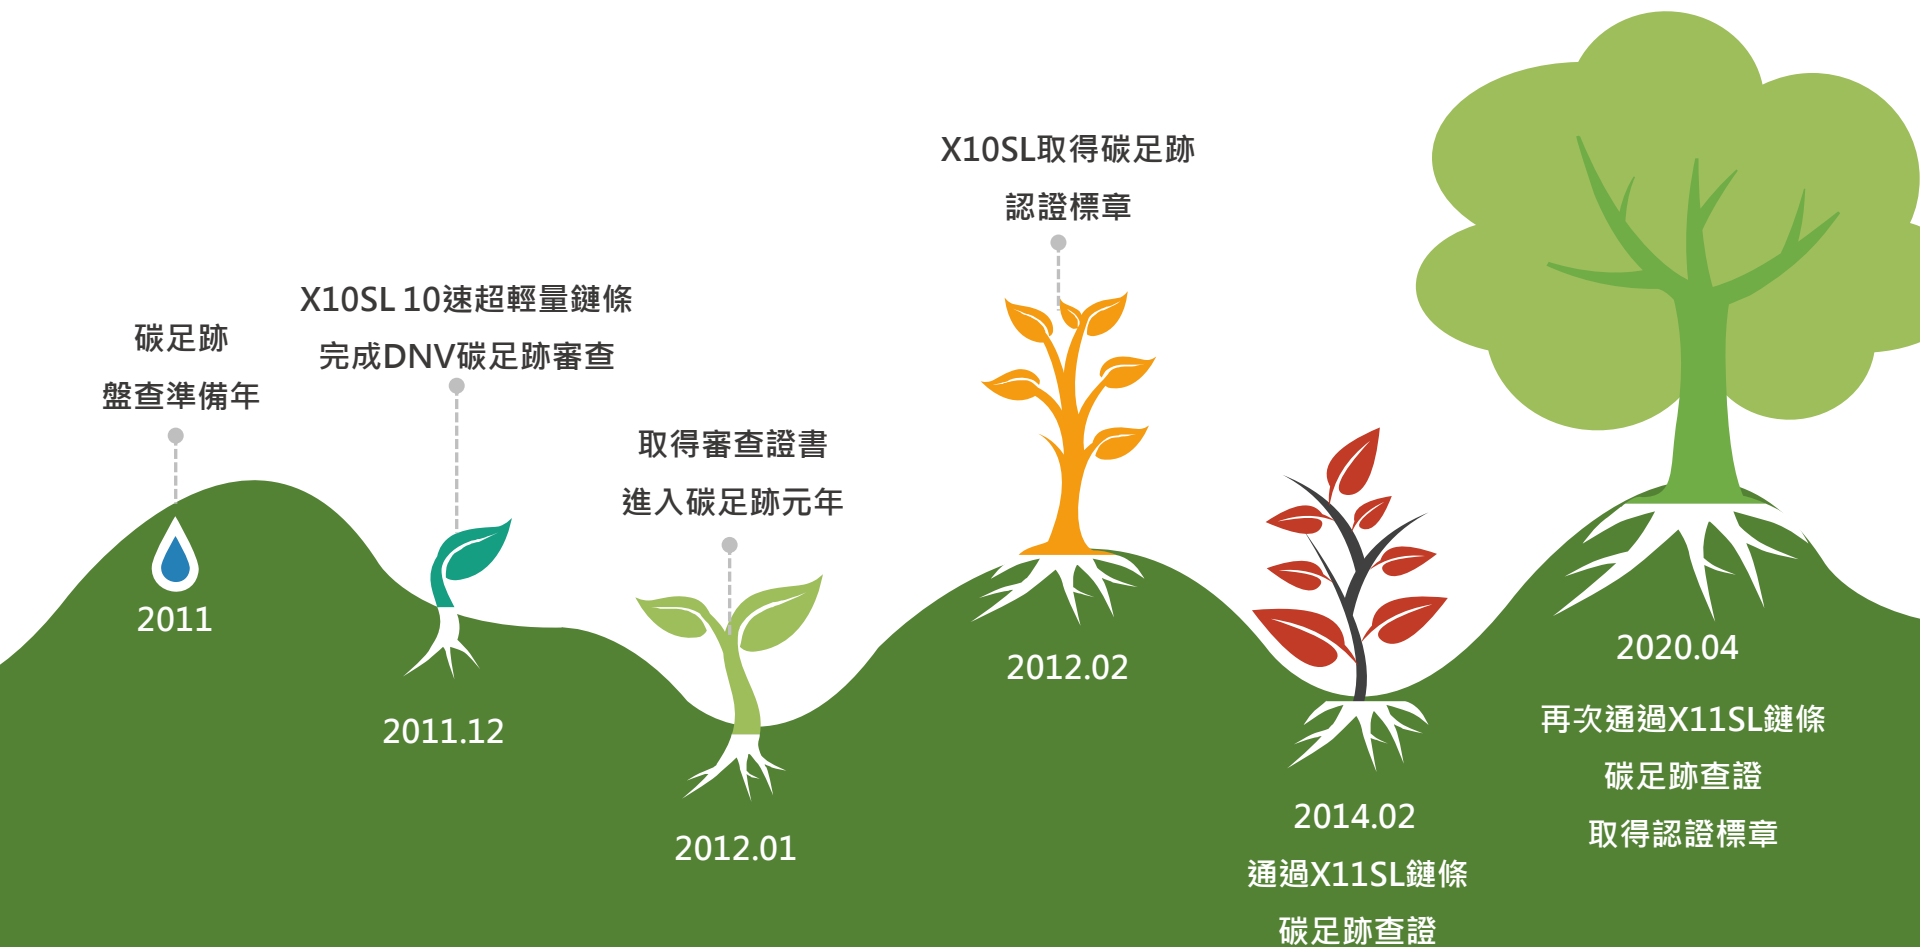 碳足跡
盤查準備年
2011
X10SL 10速超輕量鏈條
完成DNV碳足跡審查
2011.12
取得審查證書
進入碳足跡元年
2012.01
X10SL取得碳足跡
認證標章
2012.02
2014.02
通過X11SL鏈條
碳足跡查證
2020.04
再次通過X11SL鏈條
碳足跡查證
取得認證標章